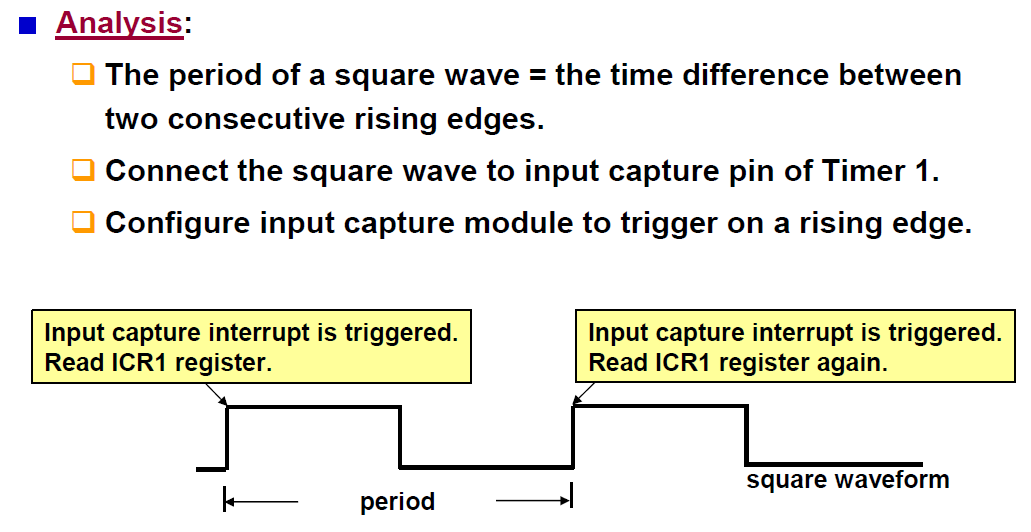 Analysis:
The period of a square wave = the time difference between
two consecutive rising edges.
Connect the square wave to input capture pin of Timer 1.
Configure input capture module to trigger on a rising edge.
Input capture interrupt is triggered.
Read ICR1 register.
Input capture interrupt is triggered.
Read ICR1 register again.
square waveform
period